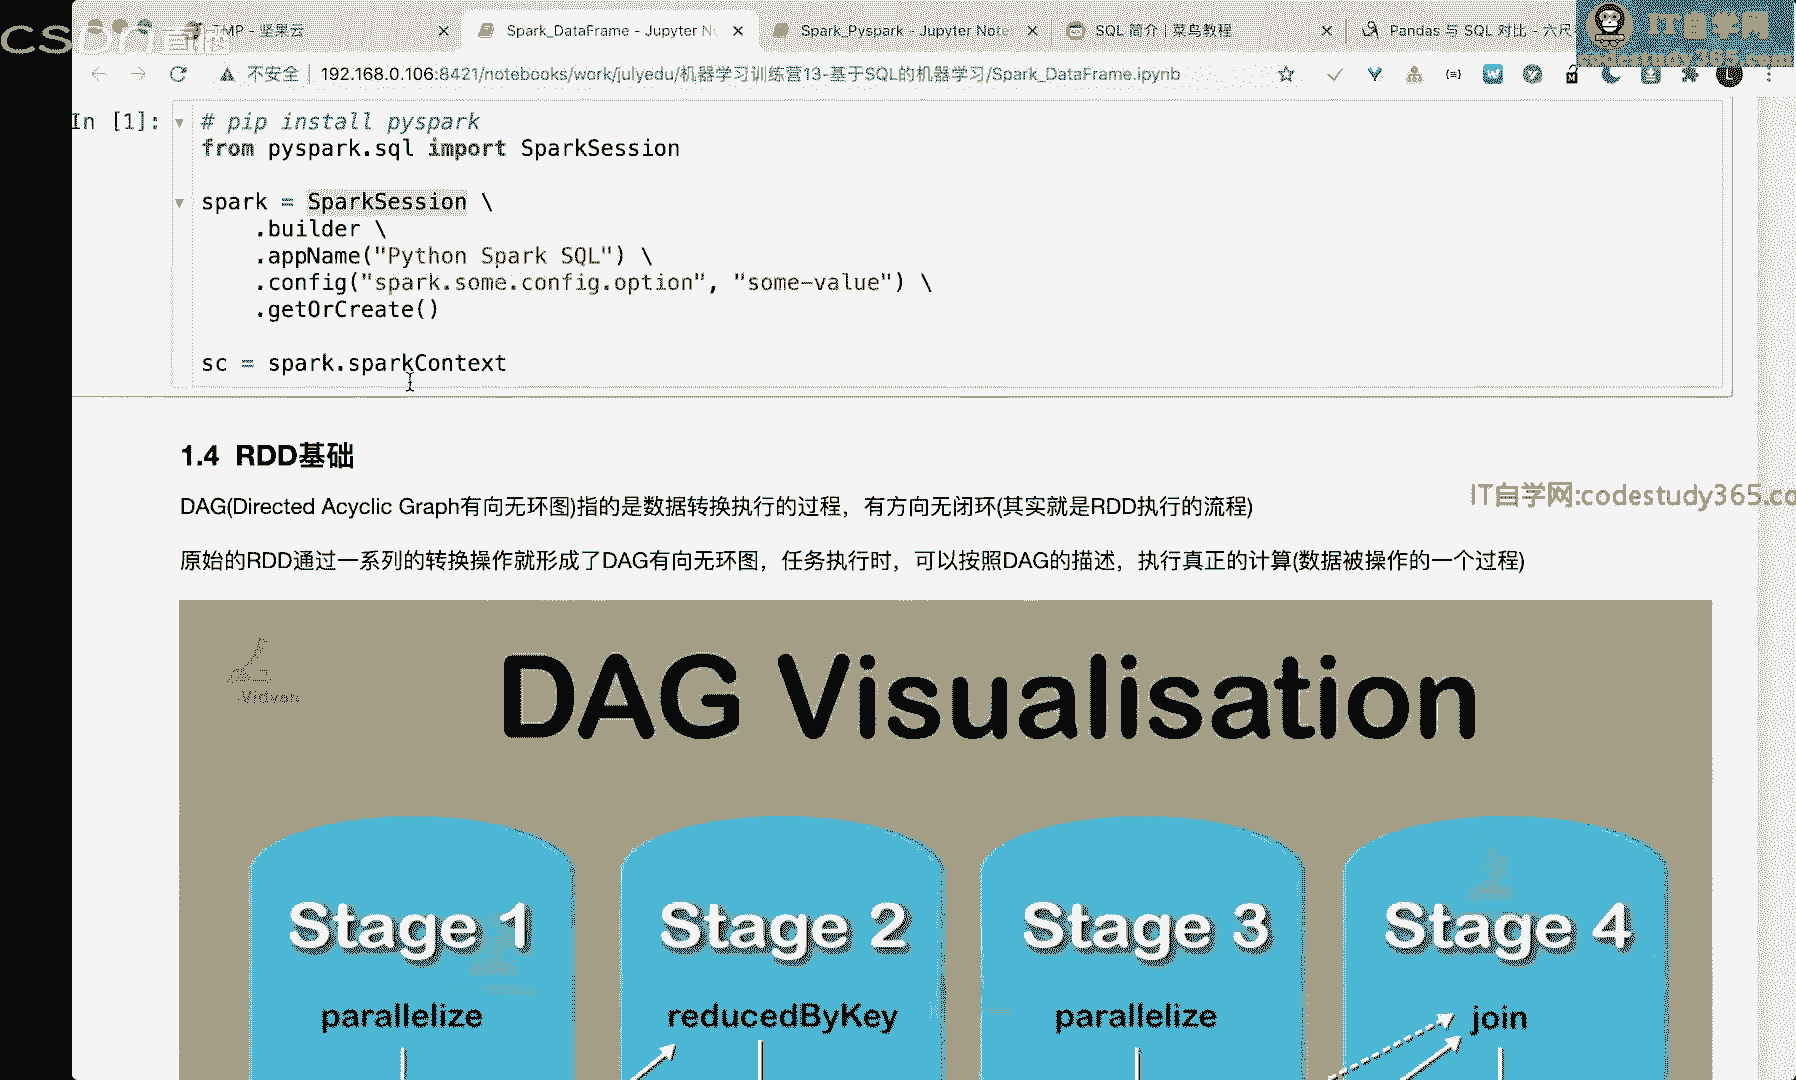 csdn直播
MP - 坚果云
Spark_DataFrame - Jupyter N
Spark_Pyspark - Jupyter Note
SQL 简介 | 菜鸟教程
Pandas 与 SQL 对比 - 六尺
IT自学网
codestudy365.com
不安全
192.168.0.106:8421/notebooks/work/julyedu/机器学习训练营13-基于SQL的机器学习/Spark_DataFrame.ipynb
In [1]:
# pip install pyspark
from pyspark.sql import SparkSession
spark = SparkSession \
.builder \
.appName("Python Spark SQL") \
.config("spark.some.config.option", "some-value") \
.getOrCreate()
sc = spark.sparkContext
1.4 RDD基础
IT自学网:codestudy365.co
DAG(Directed Acyclic Graph有向无环图)指的是数据转换执行的过程，有方向无闭环(其实就是RDD执行的流程)
原始的RDD通过一系列的转换操作就形成了DAG有向无环图，任务执行时，可以按照DAG的描述，执行真正的计算(数据被操作的一个过程)
DAG Visualisation
Vidvan
Stage 1
Stage 2
Stage 3
Stage 4
parallelize
reducedByKey
parallelize
join